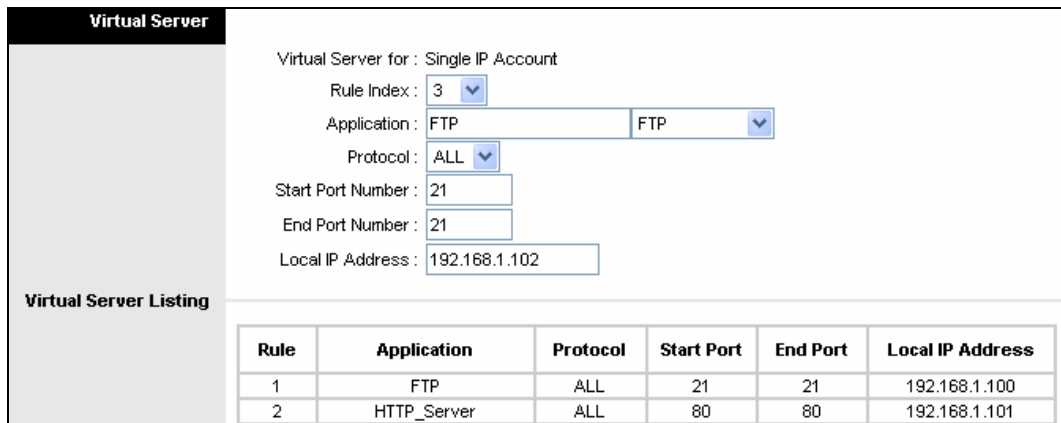 Virtual Server
Virtual Server for : Single IP Account
Rule Index : 3
Application : FTP FTP
Protocol : ALL
Start Port Number : 21
End Port Number : 21
Local IP Address : 192.168.1.102
Virtual Server Listing
Rule Application Protocol Start Port End Port Local IP Address
1 FTP ALL 21 21 192.168.1.100
2 HTTP_Server ALL 80 80 192.168.1.101